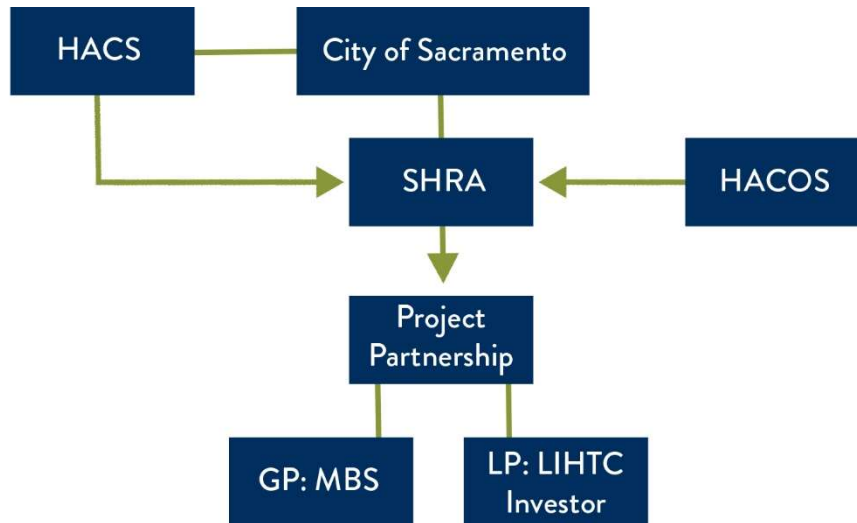 HACS
City of Sacramento
SHRA
HACOS
Project
Partnership
GP: MBS
LP: LIHTC
Investor